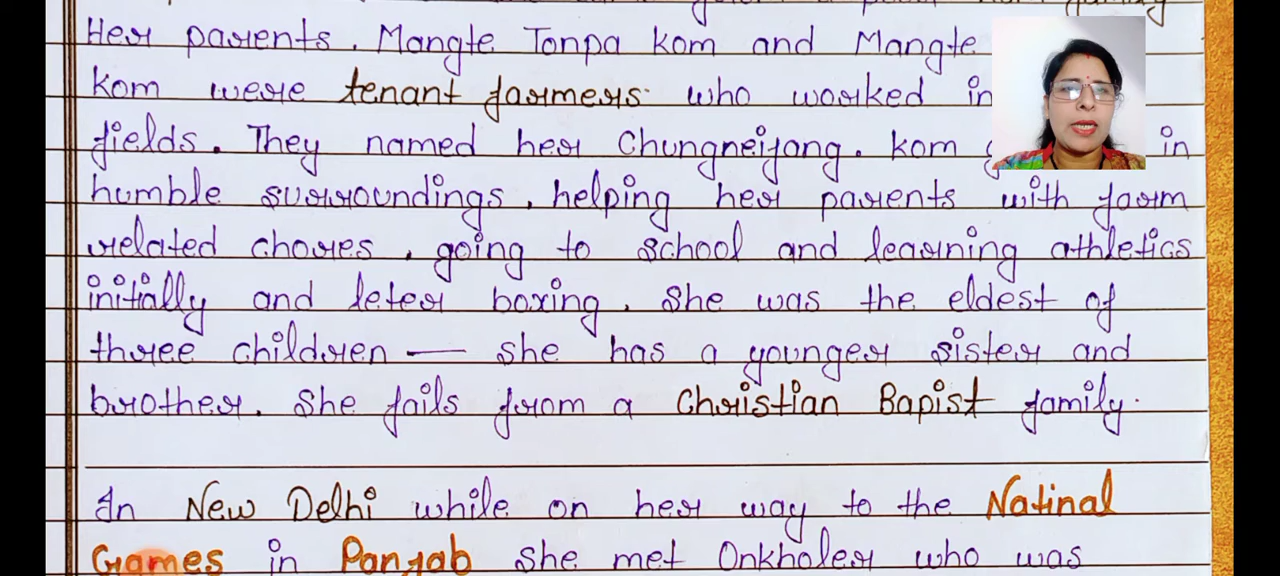 Her parents, Mangte Tonpa kom and Mangte
kom were tenant farmers who worked in
fields. They named her Chungneijang. kom in
humble surroundings, helping her parents with farm
related chores, going to school and learning athletics
initially and leter boxing. She was the eldest of
three children — she has a younger sister and
brother. She fails from a Christian Bapist family.
In New Delhi while on her way to the Natinal
Games in Panjab she met Onkholer who was